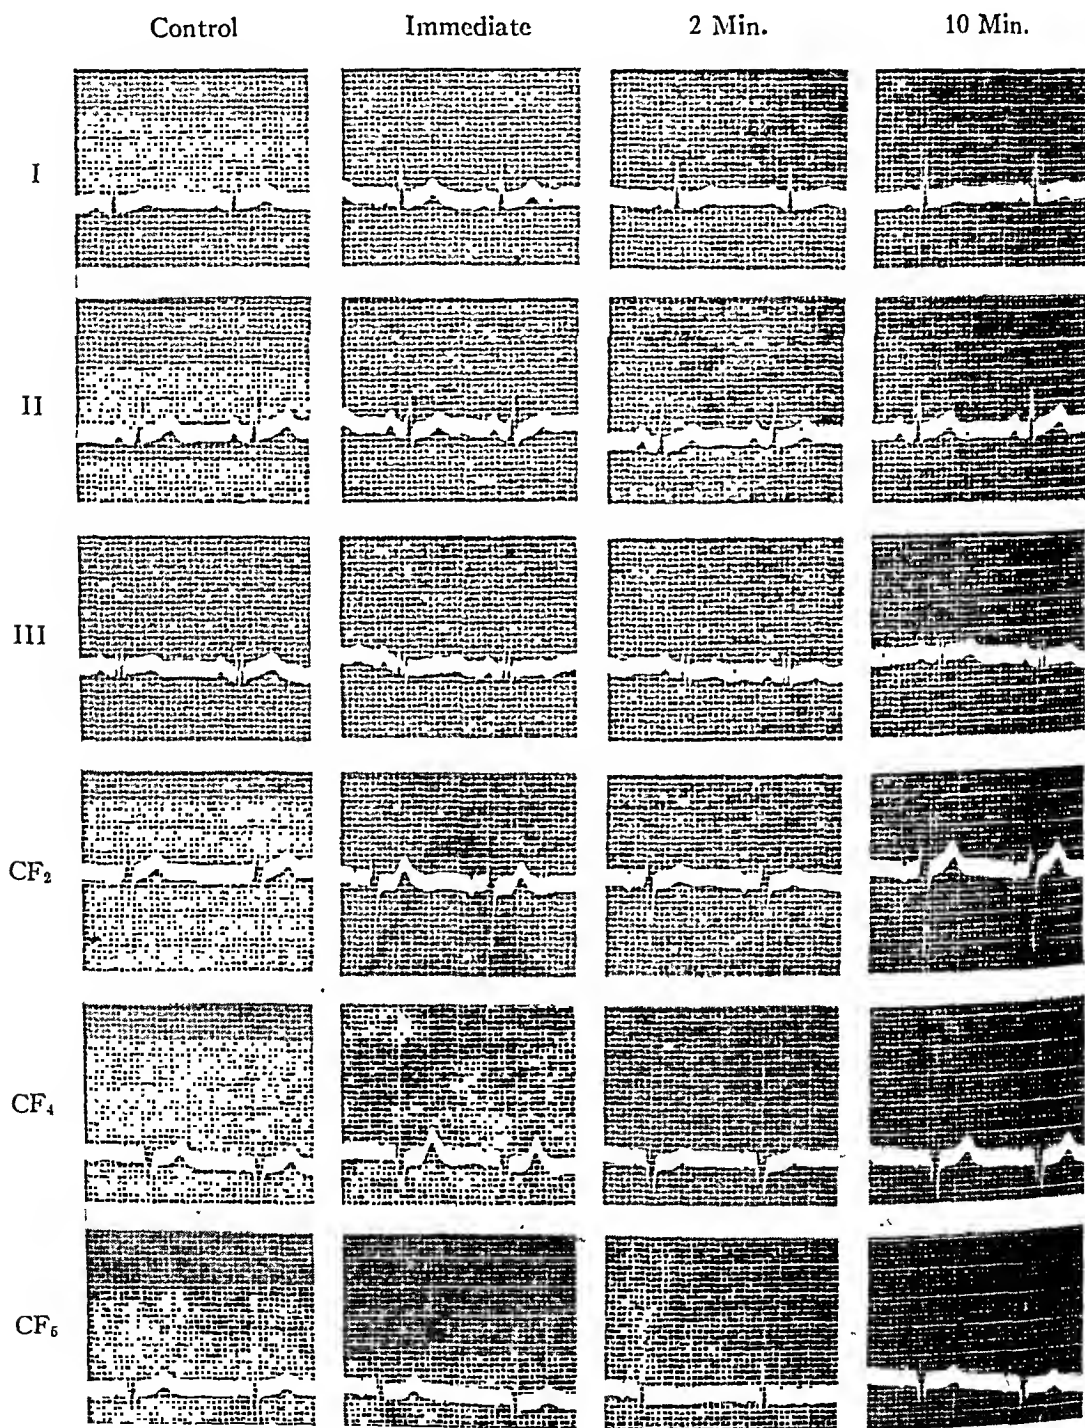 Control Immediate 2 Min. 10 Min.
I
II
III
CF₂
CF₄
CF₅